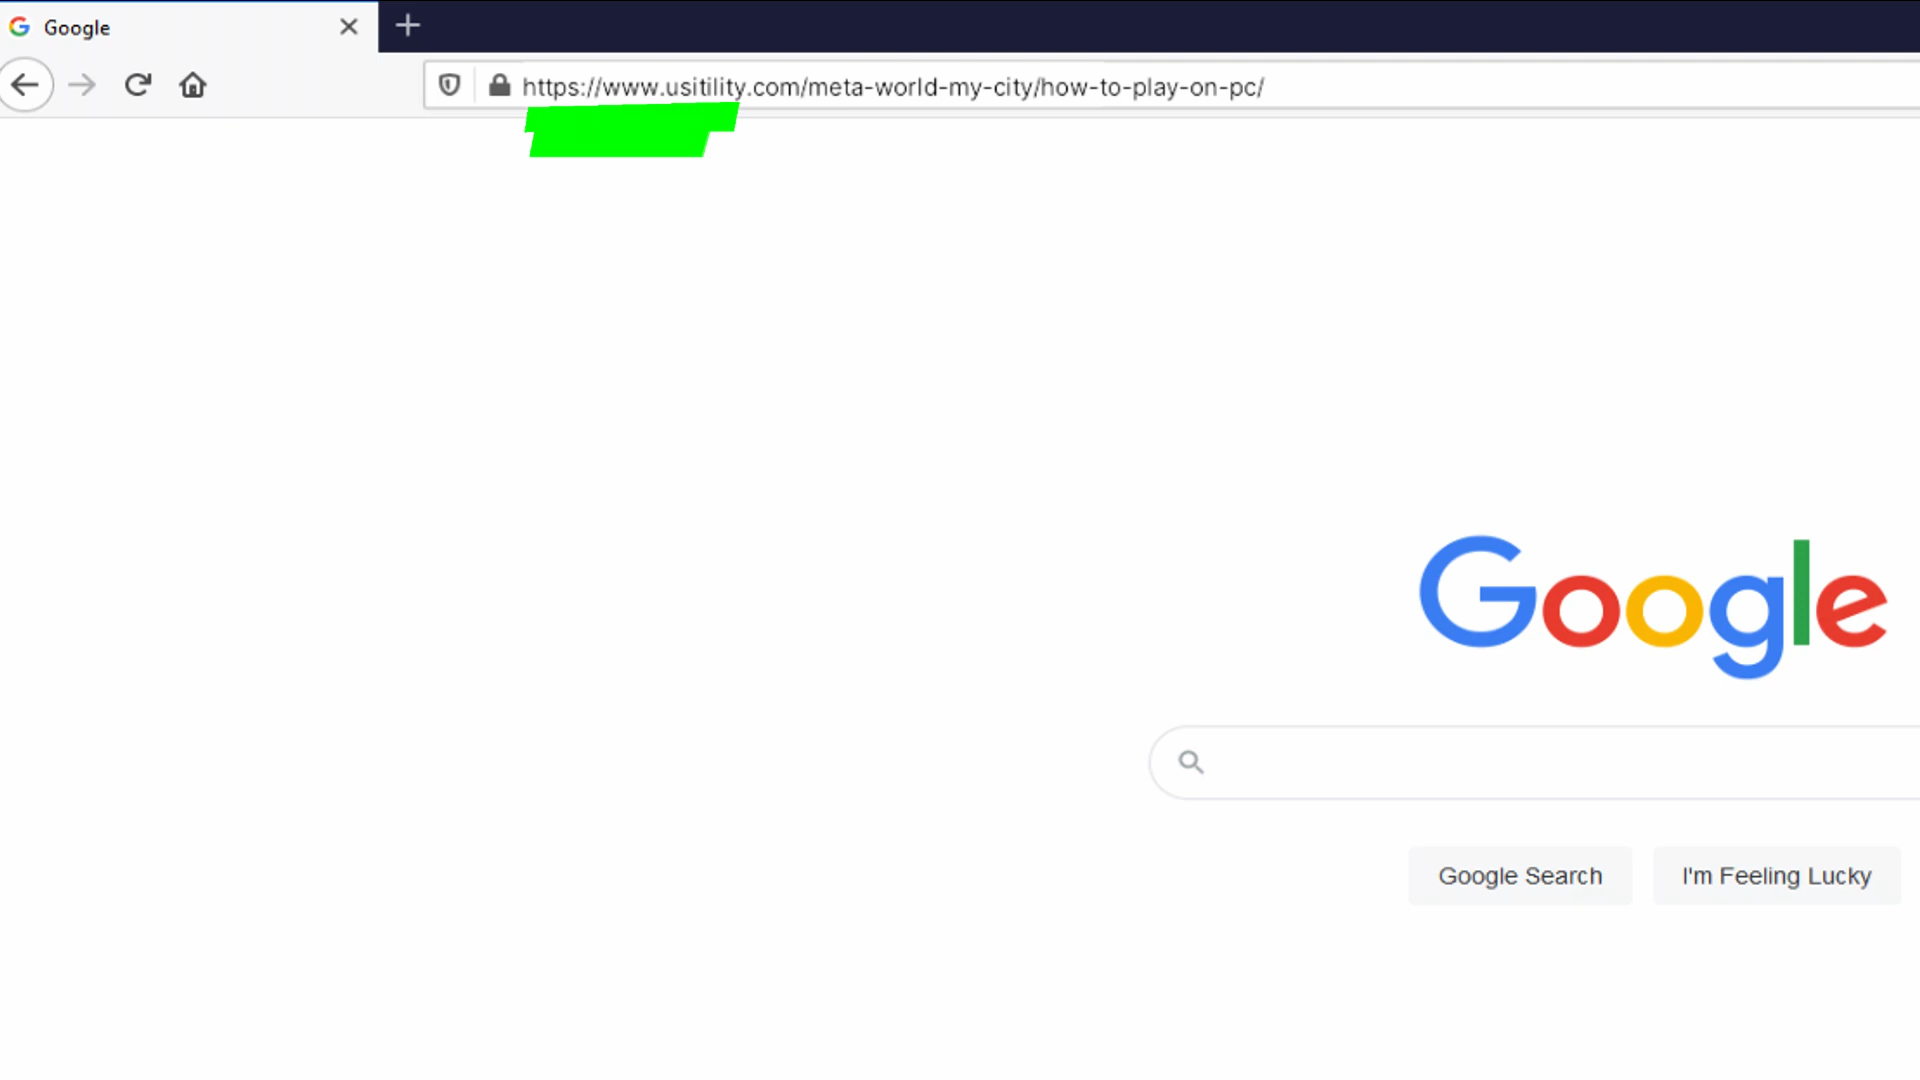 Google
https://www.usitility.com/meta-world-my-city/how-to-play-on-pc/
Google
Google Search
I'm Feeling Lucky